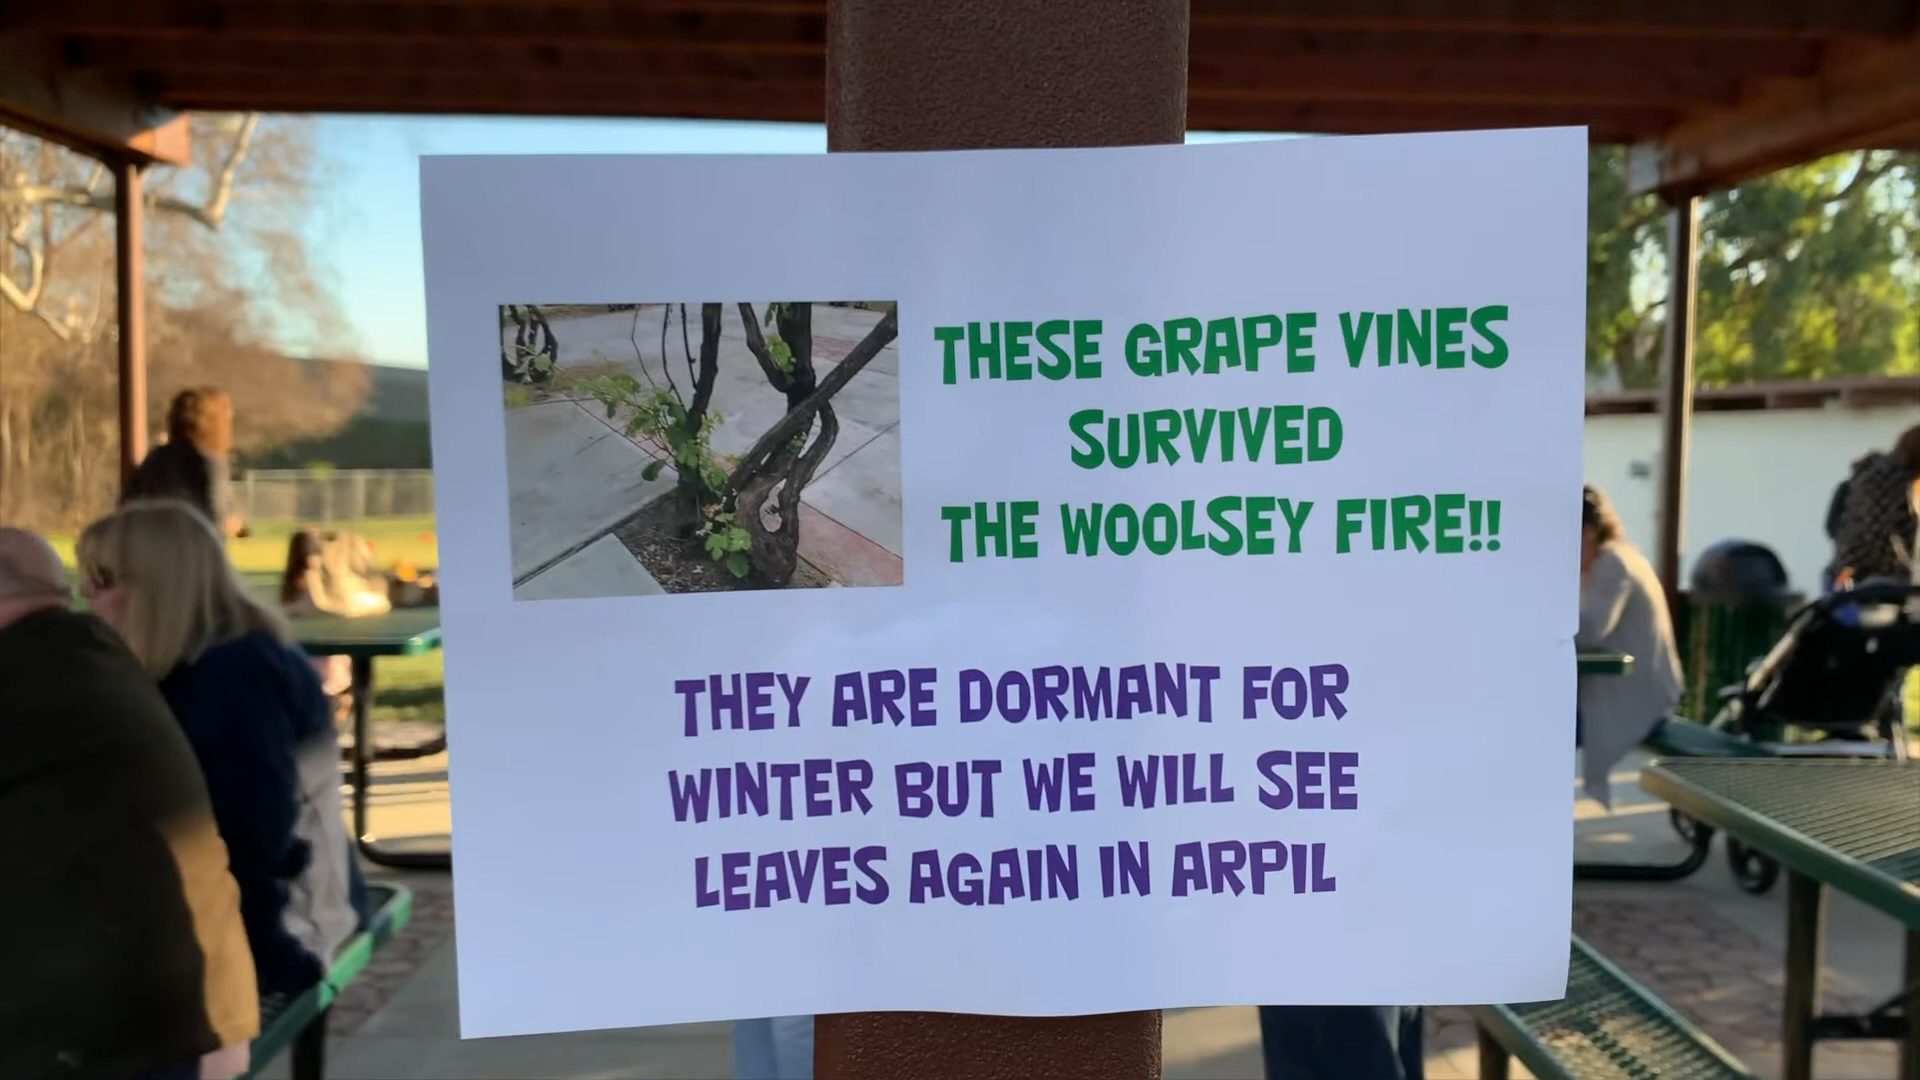 THESE GRAPE VINES
SURVIVED
THE WOOLSEY FIRE!!
THEY ARE DORMANT FOR
WINTER BUT WE WILL SEE
LEAVES AGAIN IN ARPIL